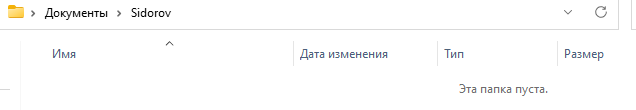 Документы > Sidorov
Имя Дата изменения Тип Размер
Эта папка пуста.